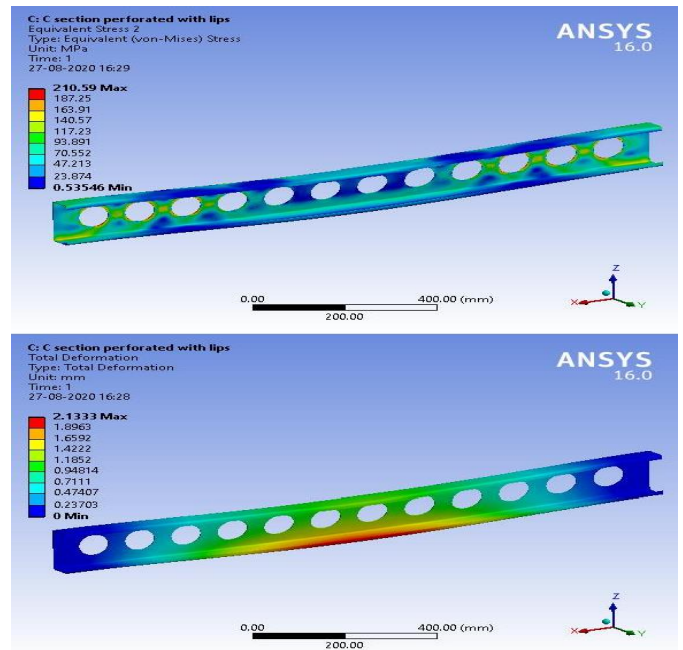 C: C section perforated with lips
Equivalent Stress 2
Type: Equivalent (von-Mises) Stress
Unit: MPa
Time: 1
27-08-2020 16:29
ANSYS
16.0
210.59 Max
187.25
163.91
140.57
117.23
93.891
70.552
47.213
23.874
0.53546 Min
0.00
400.00 (mm)
200.00
Z
X
Y
C: C section perforated with lips
Total Deformation
Type: Total Deformation
Unit: mm
Time: 1
27-08-2020 16:28
ANSYS
16.0
2.1333 Max
1.8963
1.6592
1.4222
1.1852
0.94814
0.7111
0.47407
0.23703
0 Min
0.00
400.00 (mm)
200.00
Z
X
Y